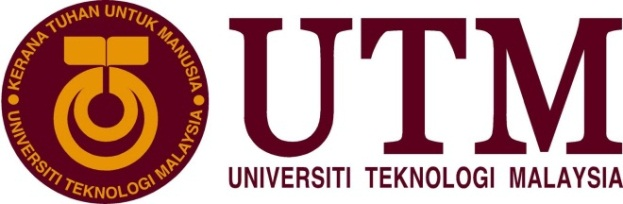 KERANA TUHAN UNTUK MANUSIA
UNIVERSITI TEKNOLOGI MALAYSIA
UTM
UNIVERSITI TEKNOLOGI MALAYSIA